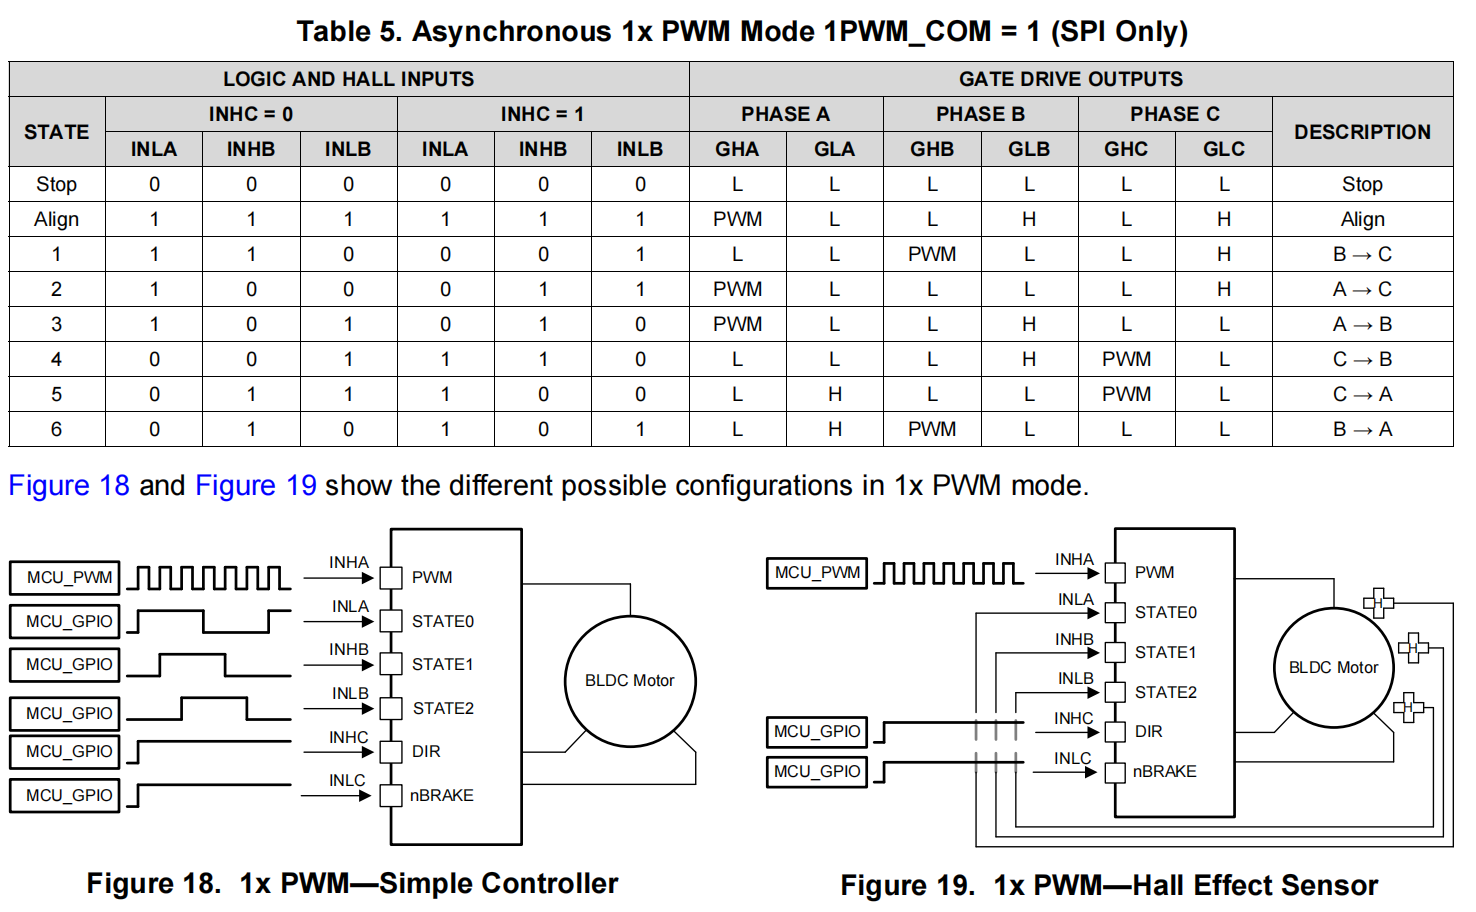 Table 5. Asynchronous 1x PWM Mode 1PWM_COM = 1 (SPI Only)
LOGIC AND HALL INPUTS GATE DRIVE OUTPUTS
STATE INHC = 0 INHC = 1 PHASE A PHASE B PHASE C DESCRIPTION
INLA INHB INLB INLA INHB INLB GHA GLA GHB GLB GHC GLC
Stop 0 0 0 0 0 0 L L L L L L Stop
Align 1 1 1 1 1 1 PWM L L H L H Align
1 1 1 0 0 0 1 L L PWM L L H B → C
2 1 0 0 0 1 1 PWM L L L L H A → C
3 1 0 1 0 1 0 PWM L L H L L A → B
4 0 0 1 1 1 0 L L L H PWM L C → B
5 0 1 1 1 0 0 L H L L PWM L C → A
6 0 1 0 1 0 1 L H PWM L L L B → A
Figure 18 and Figure 19 show the different possible configurations in 1x PWM mode.
MCU_PWM INHA PWM
MCU_GPIO INLA STATE0
MCU_GPIO INHB STATE1
MCU_GPIO INLB STATE2
MCU_GPIO INHC DIR
MCU_GPIO INLC nBRAKE
BLDC Motor
Figure 18. 1x PWM—Simple Controller
MCU_PWM INHA PWM
INLA STATE0
INHB STATE1
INLB STATE2
MCU_GPIO INHC DIR
MCU_GPIO INLC nBRAKE
BLDC Motor
H
H
H
Figure 19. 1x PWM—Hall Effect Sensor